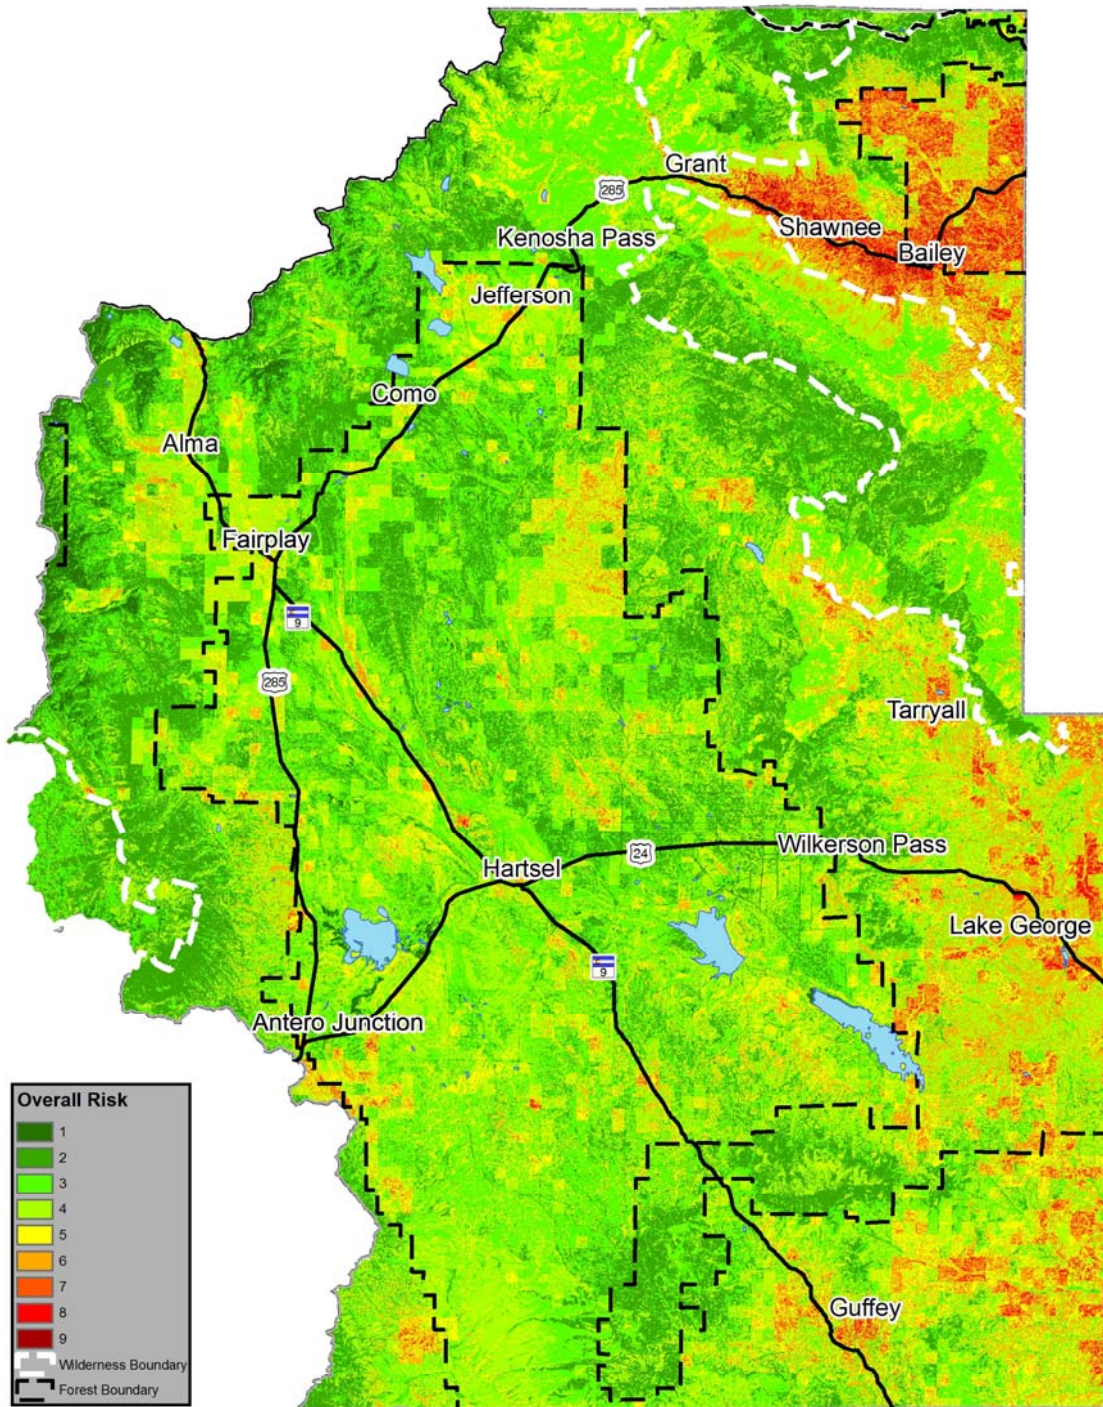 Grant
285
Shawnee
Kenosha Pass
Bailey
Jefferson
Como
Alma
Fairplay
9
285
Tarryall
Hartsel
24
Wilkerson Pass
Lake George
9
Antero Junction
Guffey
Overall Risk
1
2
3
4
5
6
7
8
9
Wilderness Boundary
Forest Boundary